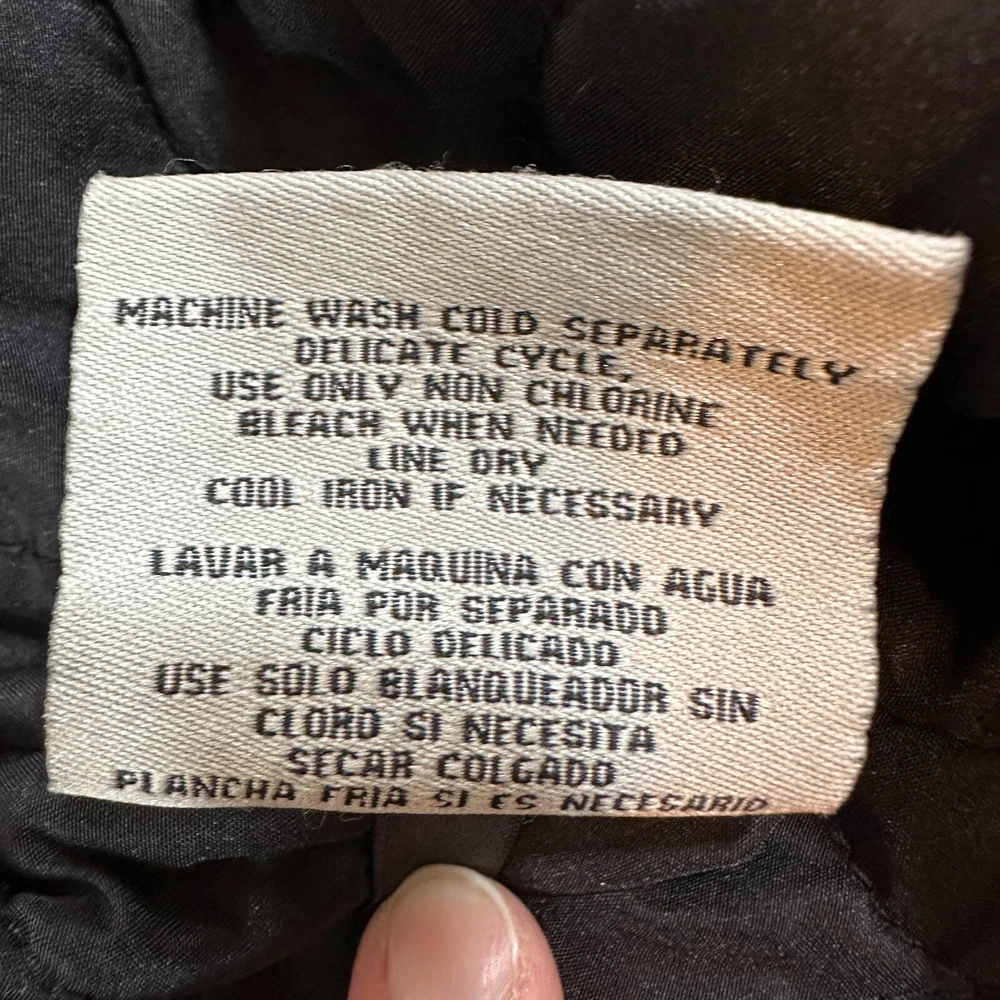 MACHINE WASH COLD SEPARATELY
DELICATE CYCLE,
USE ONLY NON CHLORINE
BLEACH WHEN NEEDED
LINE DRY
COOL IRON IF NECESSARY
LAVAR A MAQUINA CON AGUA
FRIA POR SEPARADO
CICLO DELICADO
USE SOLO BLANQUEADOR SIN
CLORO SI NECESITA
SECAR COLGADO
PLANCHA FRIA SI ES NECESARIO